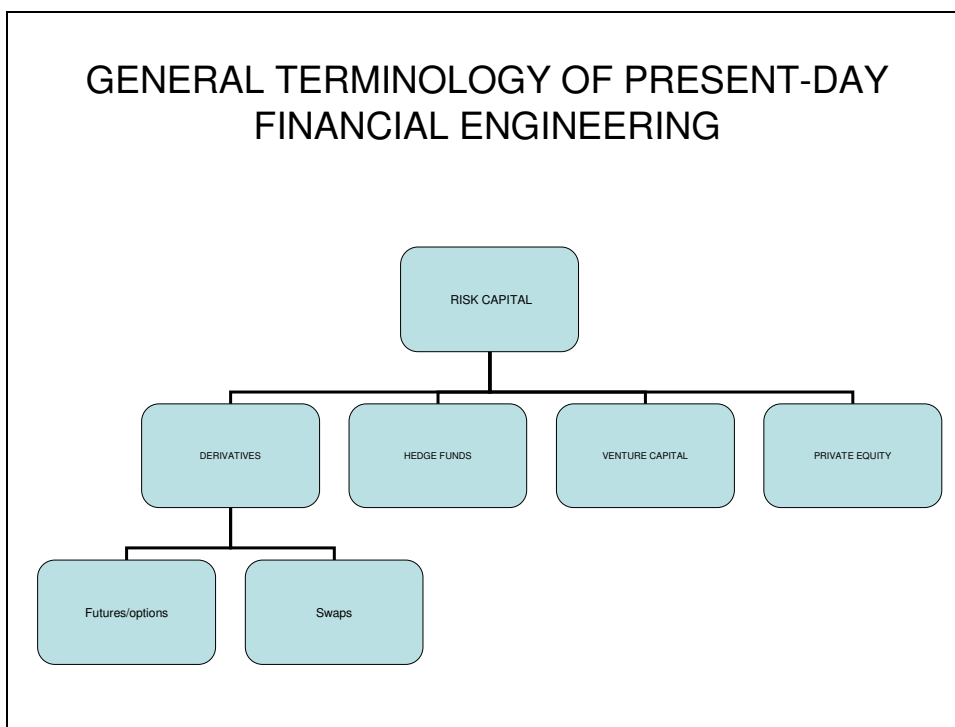 GENERAL TERMINOLOGY OF PRESENT-DAY
FINANCIAL ENGINEERING
RISK CAPITAL
DERIVATIVES
HEDGE FUNDS
VENTURE CAPITAL
PRIVATE EQUITY
Futures/options
Swaps